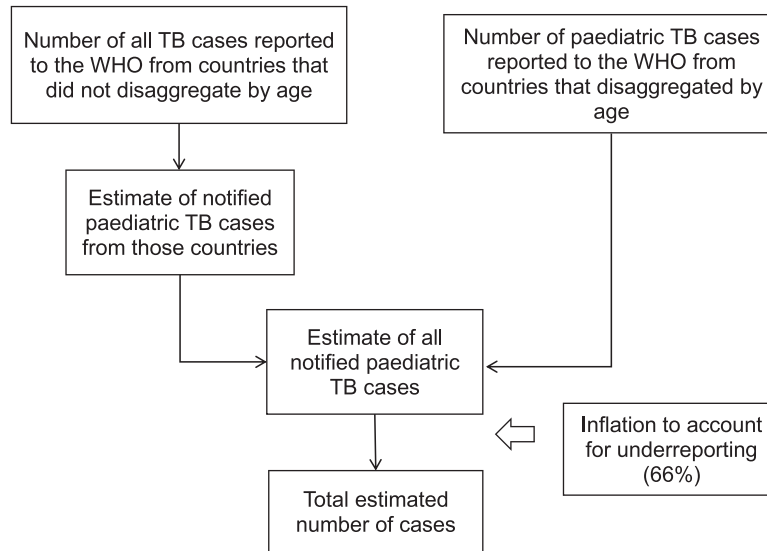 Number of all TB cases reported
to the WHO from countries that
did not disaggregate by age
Number of paediatric TB cases
reported to the WHO from
countries that disaggregated by
age
Estimate of notified
paediatric TB cases
from those countries
Estimate of all
notified paediatric
TB cases
Inflation to account
for underreporting
(66%)
Total estimated
number of cases